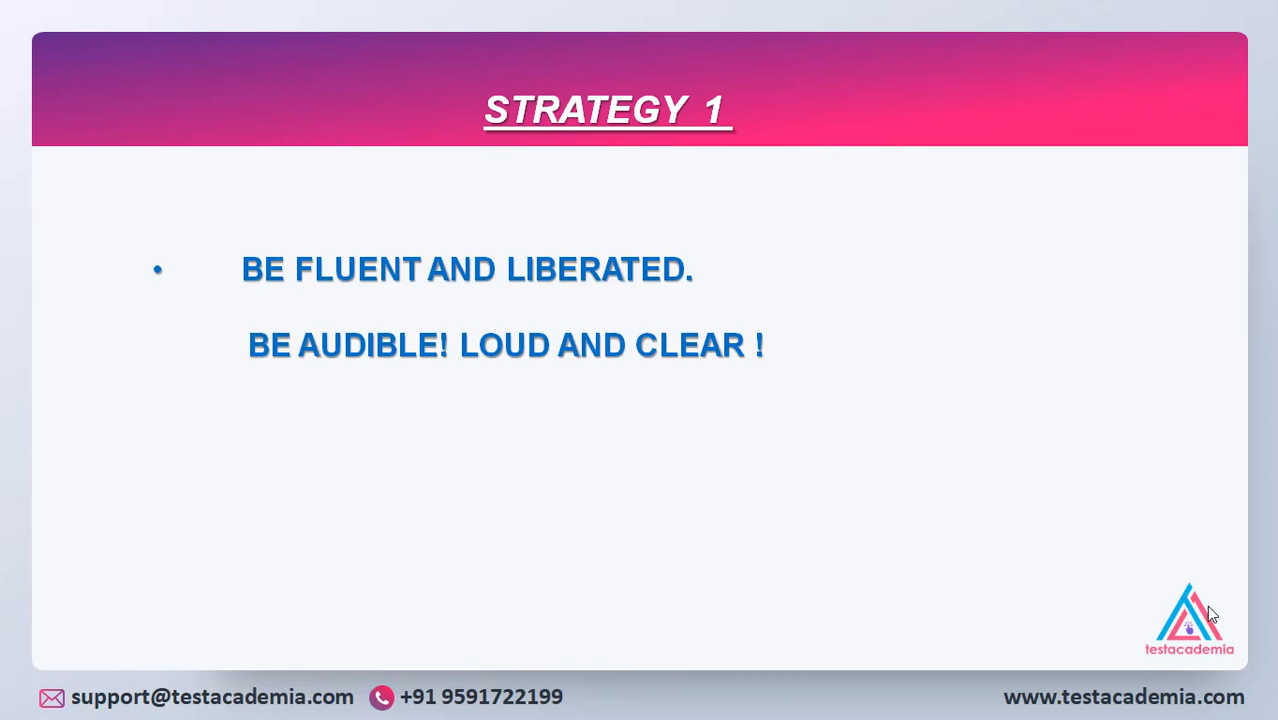 STRATEGY 1
• BE FLUENT AND LIBERATED.
BE AUDIBLE! LOUD AND CLEAR !
testacademia
support@testacademia.com +91 9591722199 www.testacademia.com